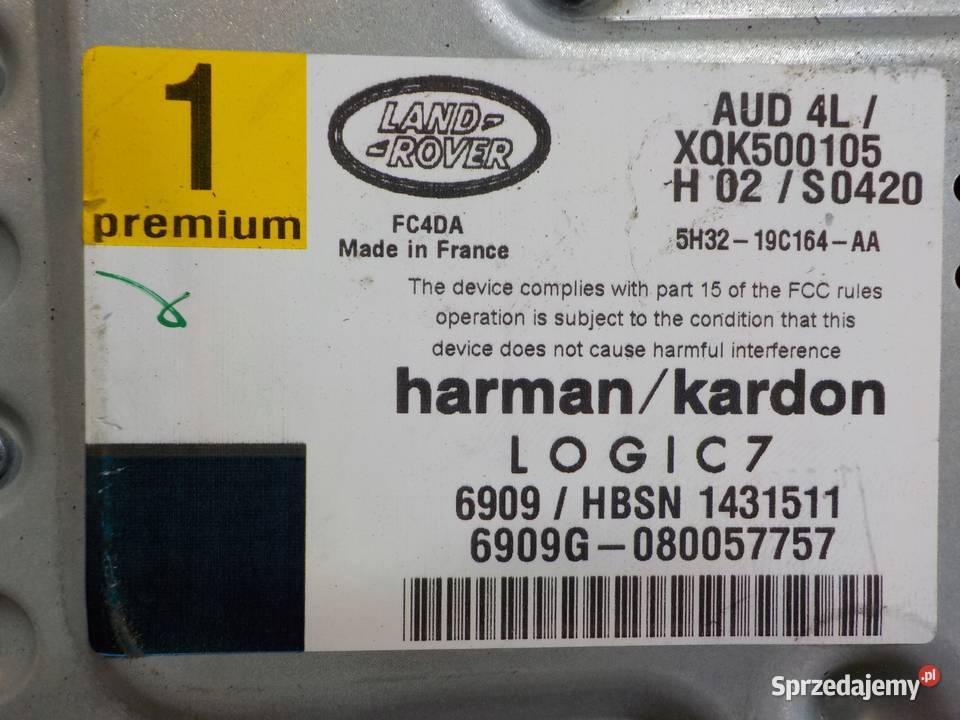 1
premium
LAND-
-ROVER
FC4DA
Made in France
AUD 4L /
XQK500105
H 02 / S0420
5H32-19C164-AA
The device complies with part 15 of the FCC rules
operation is subject to the condition that this
device does not cause harmful interference
harman/kardon
LOGIC7
6909 / HBSN 1431511
6909G-080057757
Sprzedajemy.pl